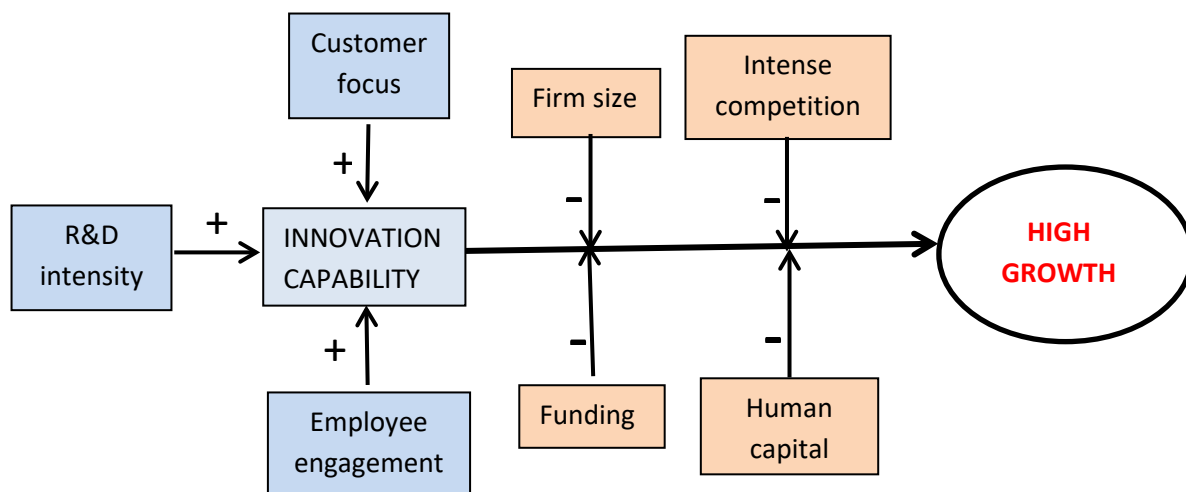 Customer
focus
Firm size
Intense
competition
+
-
-
R&D
intensity
+
INNOVATION
CAPABILITY
HIGH
GROWTH
+
-
-
Employee
engagement
Funding
Human
capital